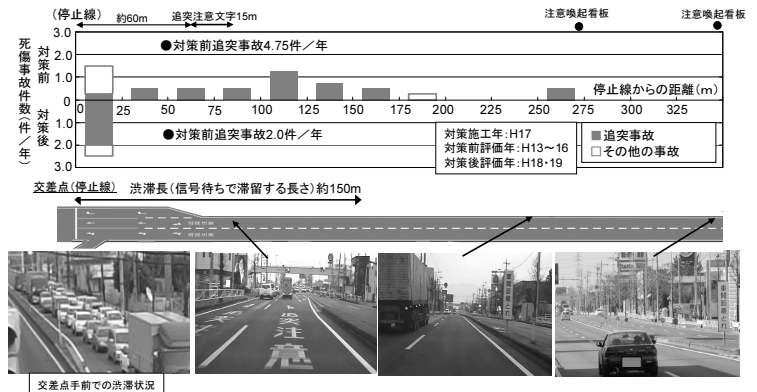 (停止線)
約60m
追突注意文字15m
注意喚起看板
注意喚起看板
死傷事故件数(件／年)
対策前
対策後
3.0
2.0
1.0
0
1.0
2.0
3.0
●対策前追突事故4.75件／年
停止線からの距離(m)
0 25 50 75 100 125 150 175 200 225 250 275 300 325
●対策前追突事故2.0件／年
対策施工年:H17
対策前評価年:H13～16
対策後評価年:H18・19
追突事故
その他の事故
交差点(停止線)
渋滞長(信号待ちで滞留する長さ)約150m
追突注意
交差点手前での渋滞状況